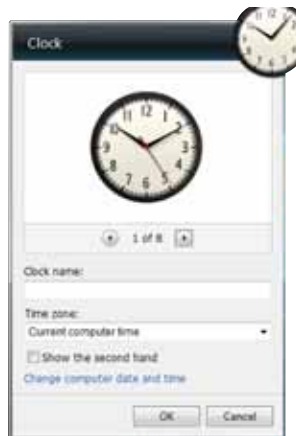 Clock
1 of 8
Clock name:
Time zone:
Current computer time
Show the second hand
Change computer date and time
OK
Cancel